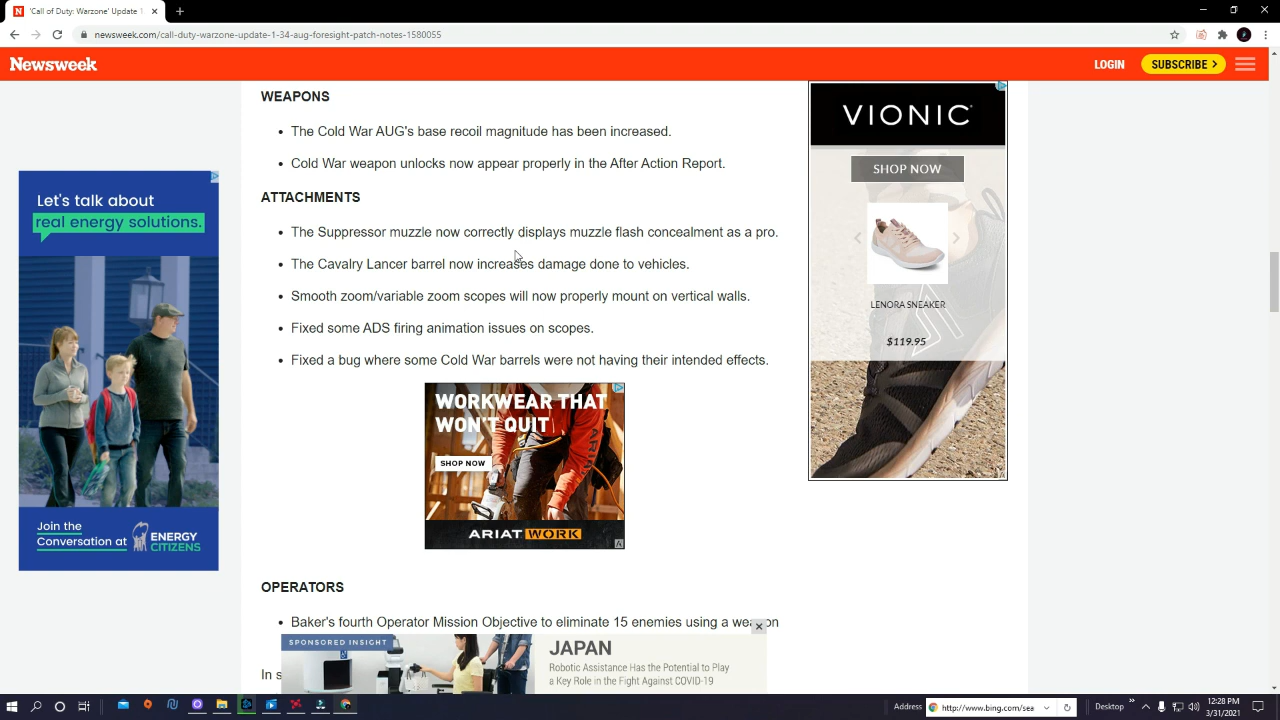 'Call of Duty: Warzone' Update 1
newsweek.com/call-duty-warzone-update-1-34-aug-foresight-patch-notes-1580055
Newsweek
LOGIN
SUBSCRIBE >
WEAPONS
• The Cold War AUG's base recoil magnitude has been increased.
• Cold War weapon unlocks now appear properly in the After Action Report.
ATTACHMENTS
• The Suppressor muzzle now correctly displays muzzle flash concealment as a pro.
• The Cavalry Lancer barrel now increases damage done to vehicles.
• Smooth zoom/variable zoom scopes will now properly mount on vertical walls.
• Fixed some ADS firing animation issues on scopes.
• Fixed a bug where some Cold War barrels were not having their intended effects.
Let's talk about
real energy solutions.
Join the
Conversation at
ENERGY
CITIZENS
VIONIC
SHOP NOW
LENORA SNEAKER
$119.95
WORKWEAR THAT
WON'T QUIT
SHOP NOW
ARIAT WORK
OPERATORS
• Baker's fourth Operator Mission Objective to eliminate 15 enemies using a weapon
In s
SPONSORED INSIGHT
JAPAN
Robotic Assistance Has the Potential to Play
a Key Role in the Fight Against COVID-19
Address
http://www.bing.com/sea
Desktop
12:28 PM
3/31/2021